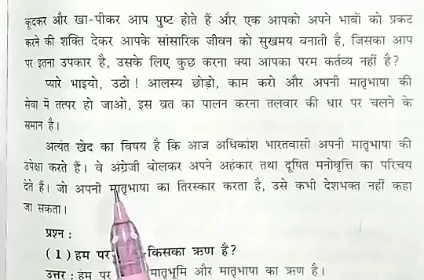 कूदकर और खा-पीकर आप पुष्ट होते हैं और एक आपको अपने भावों को प्रकट
करने की शक्ति देकर आपके सांसारिक जीवन को सुखमय बनाती है, जिसका आप
पर इतना उपकार है, उसके लिए कुछ करना क्या आपका परम कर्तव्य नहीं है?
प्यारे भाइयो, उठो ! आलस्य छोड़ो, काम करो और अपनी मातृभाषा की
सेवा में तत्पर हो जाओ, इस व्रत का पालन करना तलवार की धार पर चलने के
समान है।
अत्यंत खेद का विषय है कि आज अधिकांश भारतवासी अपनी मातृभाषा की
उपेक्षा करते हैं। वे अंग्रेजी बोलकर अपने अहंकार तथा दूषित मनोवृत्ति का परिचय
देते हैं। जो अपनी मातृभाषा का तिरस्कार करता है, उसे कभी देशभक्त नहीं कहा
जा सकता।
प्रश्न :
(1) हम पर किसका ऋण है?
उत्तर : हम पर मातृभूमि और मातृभाषा का ऋण है।